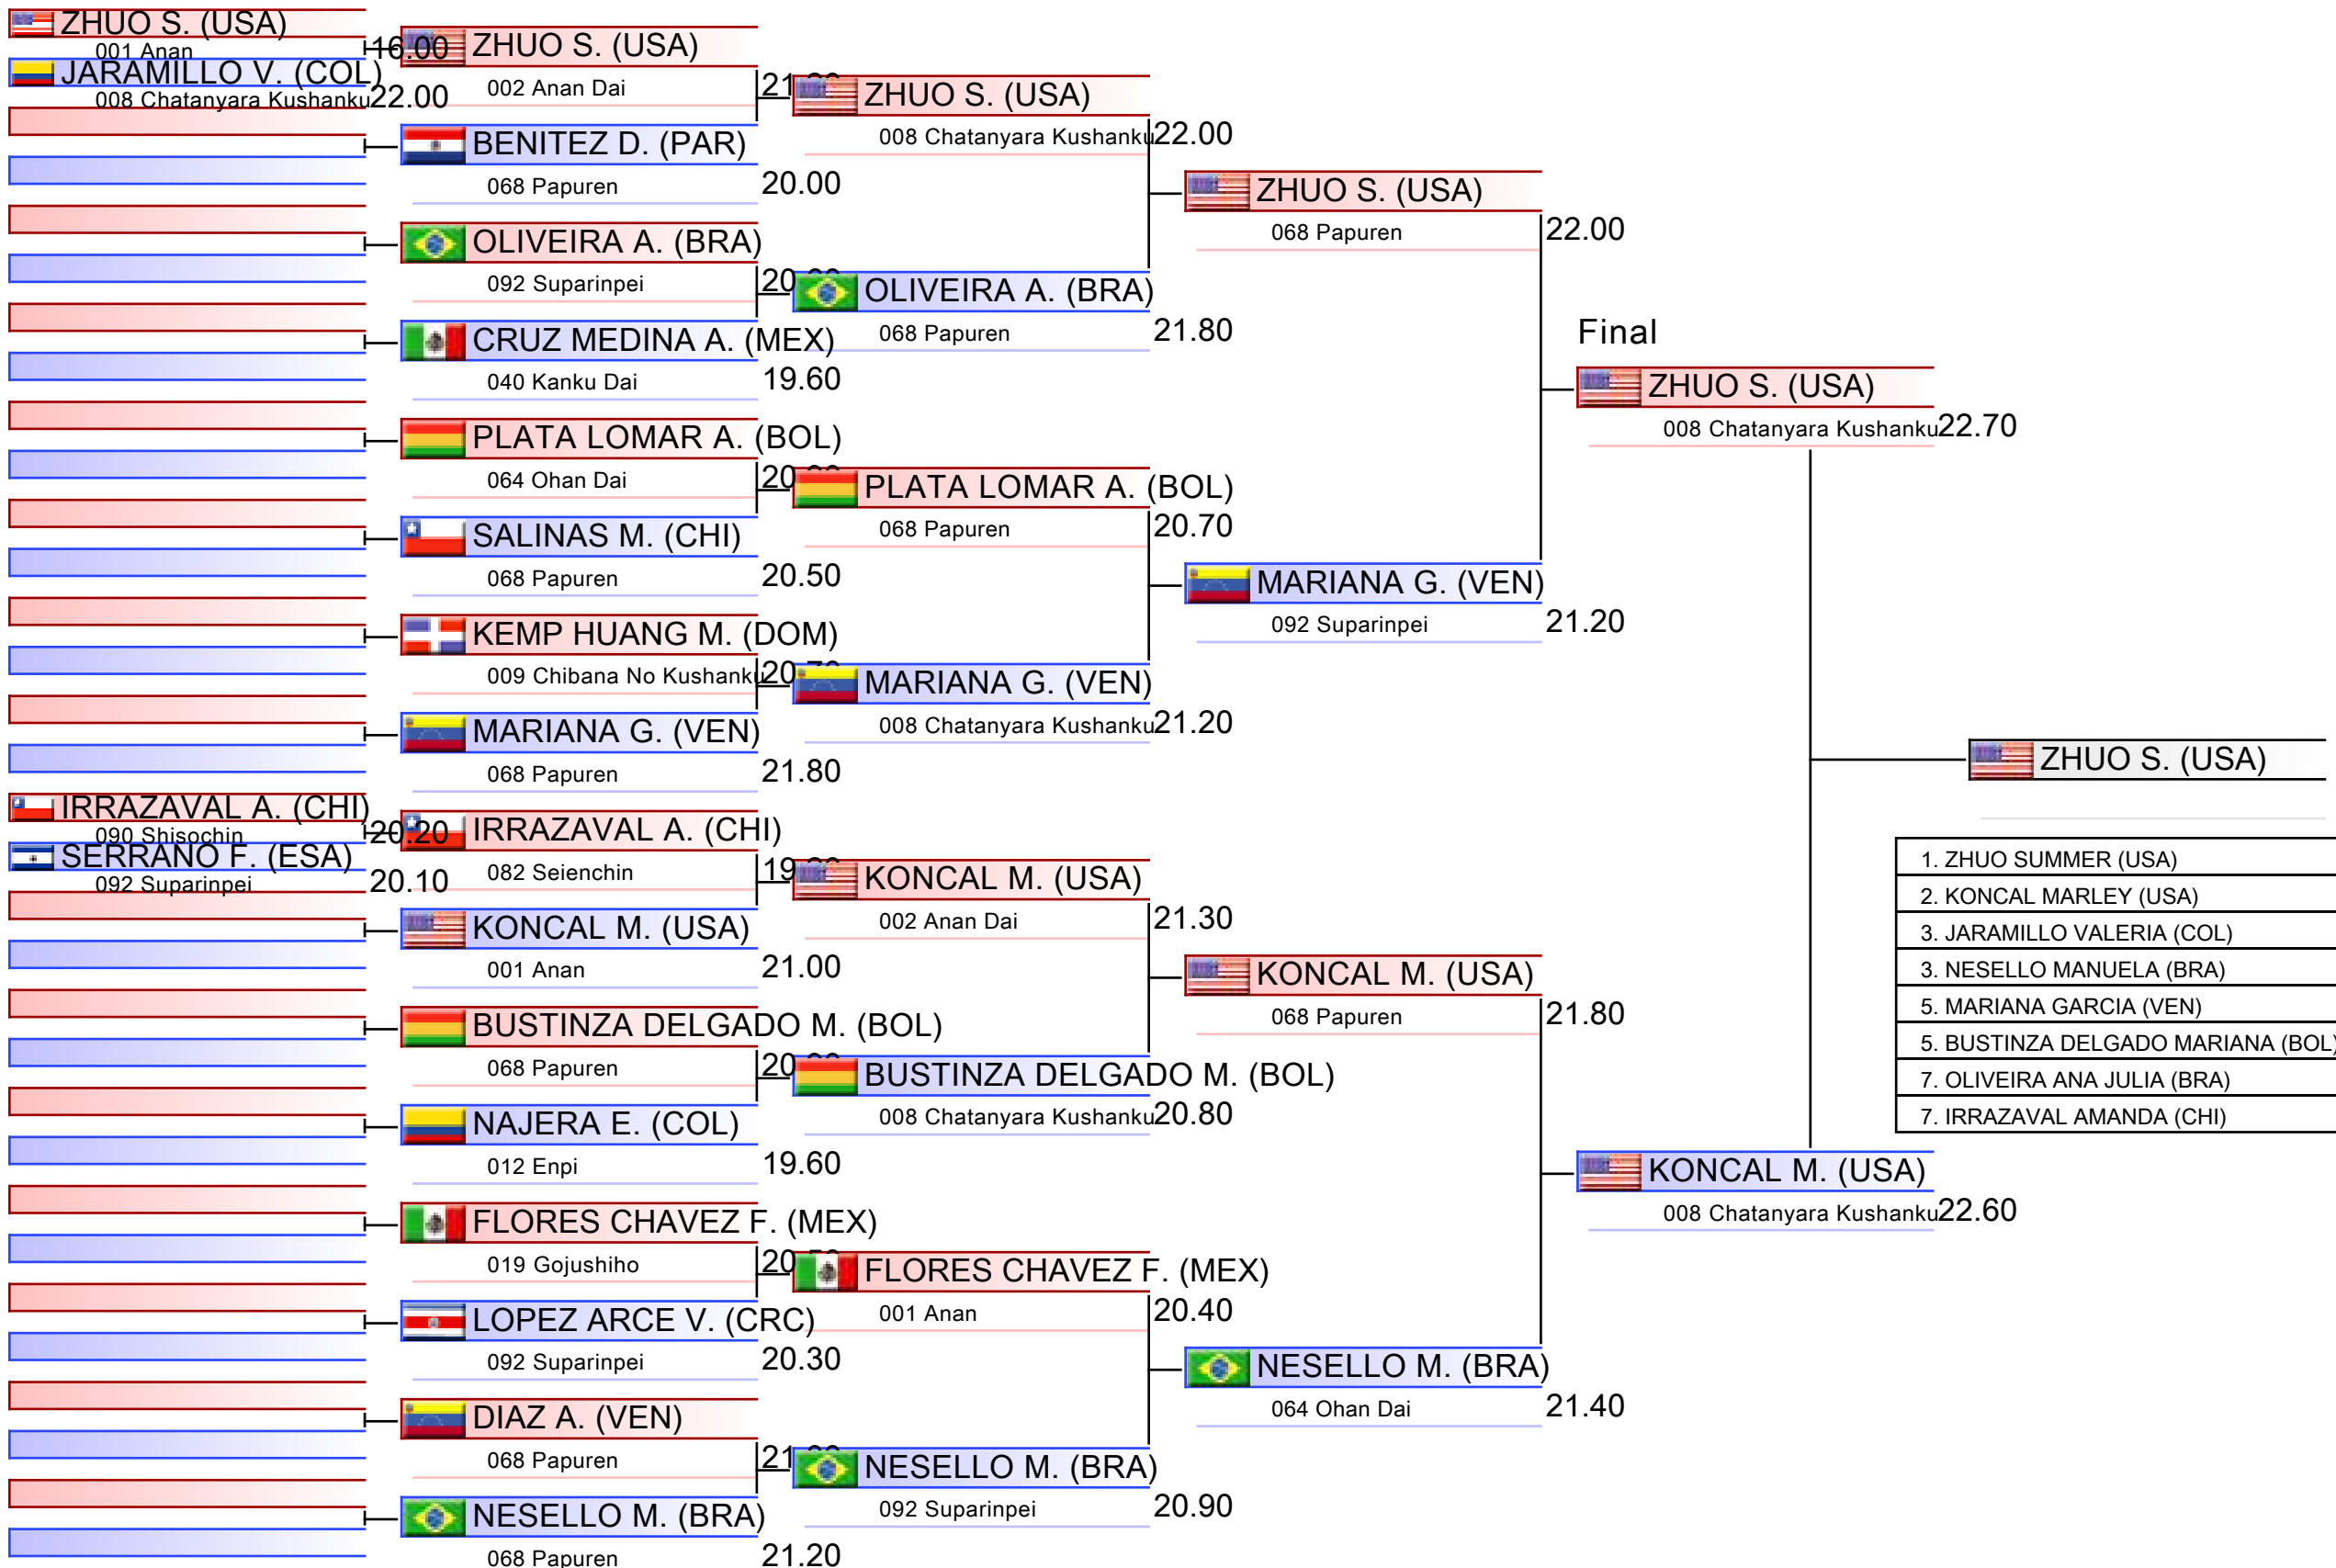 ZHUO S. (USA)
001 Anan
16.00
JARAMILLO V. (COL)
008 Chatanyara Kushanku
22.00
IRRAZAVAL A. (CHI)
090 Shisochin
20.20
SERRANO F. (ESA)
092 Suparinpei
20.10
ZHUO S. (USA)
002 Anan Dai
BENITEZ D. (PAR)
068 Papuren
20.00
OLIVEIRA A. (BRA)
092 Suparinpei
CRUZ MEDINA A. (MEX)
040 Kanku Dai
19.60
PLATA LOMAR A. (BOL)
064 Ohan Dai
SALINAS M. (CHI)
068 Papuren
20.50
KEMP HUANG M. (DOM)
009 Chibana No Kushanku
MARIANA G. (VEN)
068 Papuren
21.80
IRRAZAVAL A. (CHI)
082 Seienchin
KONCAL M. (USA)
001 Anan
21.00
BUSTINZA DELGADO M. (BOL)
068 Papuren
NAJERA E. (COL)
012 Enpi
19.60
FLORES CHAVEZ F. (MEX)
019 Gojushiho
LOPEZ ARCE V. (CRC)
092 Suparinpei
20.30
DIAZ A. (VEN)
068 Papuren
NESELLO M. (BRA)
068 Papuren
21.20
ZHUO S. (USA)
008 Chatanyara Kushanku
22.00
OLIVEIRA A. (BRA)
068 Papuren
21.80
PLATA LOMAR A. (BOL)
068 Papuren
20.70
MARIANA G. (VEN)
008 Chatanyara Kushanku
21.20
KONCAL M. (USA)
002 Anan Dai
21.30
BUSTINZA DELGADO M. (BOL)
008 Chatanyara Kushanku
20.80
FLORES CHAVEZ F. (MEX)
001 Anan
20.40
NESELLO M. (BRA)
092 Suparinpei
20.90
ZHUO S. (USA)
068 Papuren
22.00
MARIANA G. (VEN)
092 Suparinpei
21.20
KONCAL M. (USA)
068 Papuren
21.80
NESELLO M. (BRA)
064 Ohan Dai
21.40
Final
ZHUO S. (USA)
008 Chatanyara Kushanku
22.70
KONCAL M. (USA)
008 Chatanyara Kushanku
22.60
ZHUO S. (USA)
1. ZHUO SUMMER (USA)
2. KONCAL MARLEY (USA)
3. JARAMILLO VALERIA (COL)
3. NESELLO MANUELA (BRA)
5. MARIANA GARCIA (VEN)
5. BUSTINZA DELGADO MARIANA (BOL)
7. OLIVEIRA ANA JULIA (BRA)
7. IRRAZAVAL AMANDA (CHI)